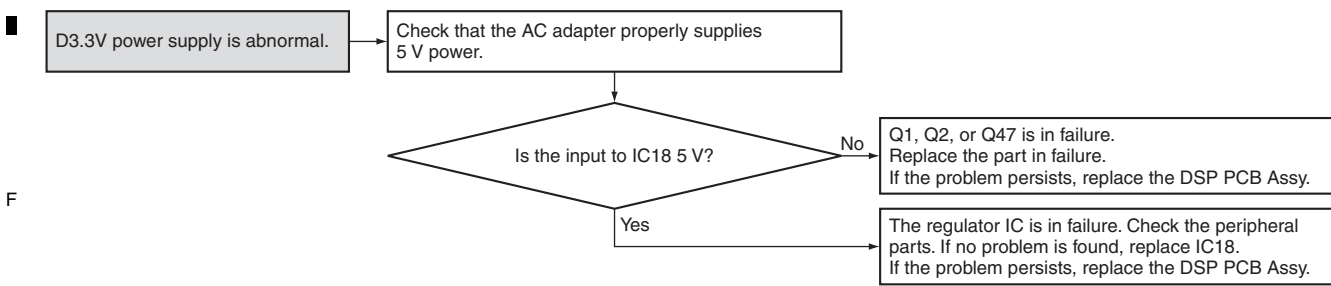 D3.3V power supply is abnormal.
Check that the AC adapter properly supplies
5 V power.
Is the input to IC18 5 V?
No
Q1, Q2, or Q47 is in failure.
Replace the part in failure.
If the problem persists, replace the DSP PCB Assy.
F
Yes
The regulator IC is in failure. Check the peripheral
parts. If no problem is found, replace IC18.
If the problem persists, replace the DSP PCB Assy.